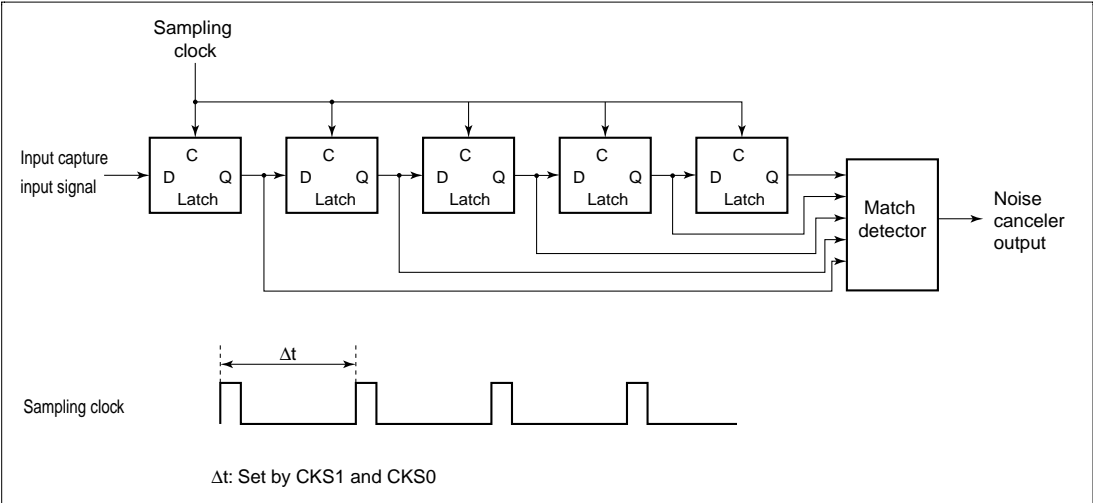 Sampling
clock
Input capture
input signal
C
D Q
Latch
C
D Q
Latch
C
D Q
Latch
C
D Q
Latch
C
D Q
Latch
Match
detector
Noise
canceler
output
Δt
Sampling clock
Δt: Set by CKS1 and CKS0